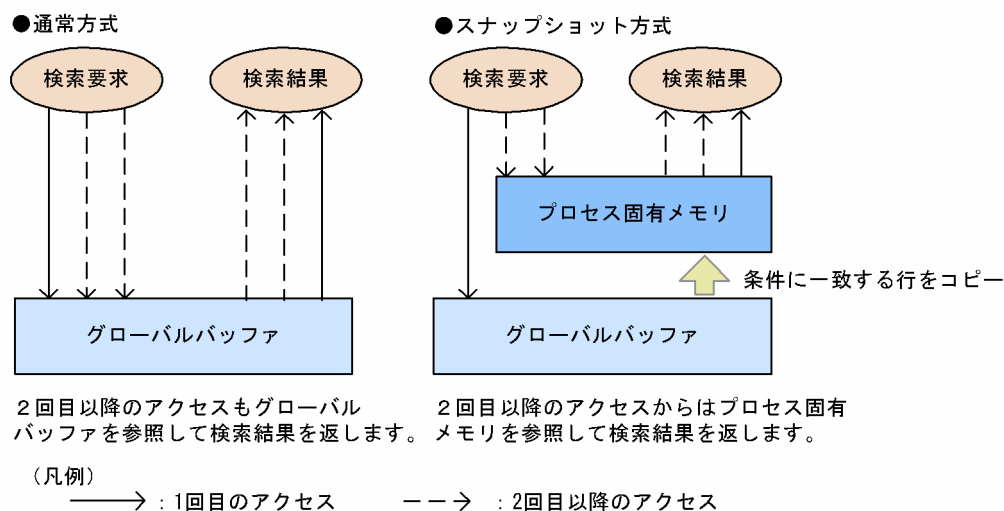 ●通常方式
検索要求
検索結果
グローバルバッファ
2回目以降のアクセスもグローバル
バッファを参照して検索結果を返します。
●スナップショット方式
検索要求
検索結果
プロセス固有メモリ
条件に一致する行をコピー
グローバルバッファ
2回目以降のアクセスからはプロセス固有
メモリを参照して検索結果を返します。
(凡例)
:1回目のアクセス
:2回目以降のアクセス